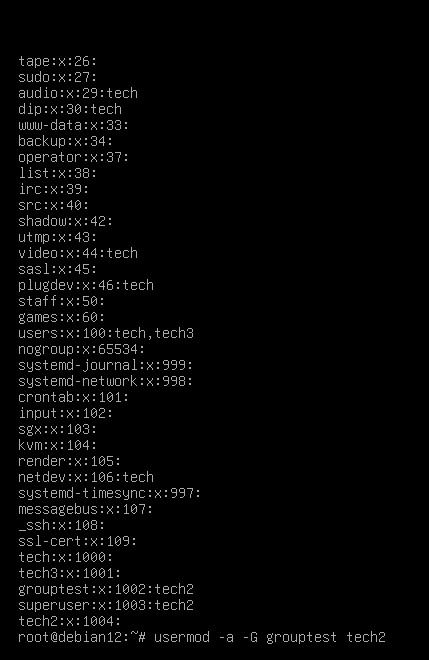 tape:x:26:
sudo:x:27:
audio:x:29:tech
dip:x:30:tech
www-data:x:33:
backup:x:34:
operator:x:37:
list:x:38:
irc:x:39:
src:x:40:
shadow:x:42:
utmp:x:43:
video:x:44:tech
sasl:x:45:
plugdev:x:46:tech
staff:x:50:
games:x:60:
users:x:100:tech,tech3
nogroup:x:65534:
systemd-journal:x:999:
systemd-network:x:998:
crontab:x:101:
input:x:102:
sgx:x:103:
kvm:x:104:
render:x:105:
netdev:x:106:tech
systemd-timesync:x:997:
messagebus:x:107:
_ssh:x:108:
ssl-cert:x:109:
tech:x:1000:
tech3:x:1001:
grouptest:x:1002:tech2
superuser:x:1003:tech2
tech2:x:1004:
root@debian12:~# usermod -a -G grouptest tech2